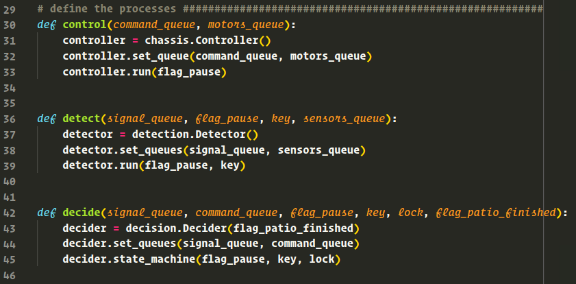 29 # define the processes #########################################################
30 def control(command_queue, motors_queue):
31     controller = chassis.Controller()
32     controller.set_queue(command_queue, motors_queue)
33     controller.run(flag_pause)
34
35
36 def detect(signal_queue, flag_pause, key, sensors_queue):
37     detector = detection.Detector()
38     detector.set_queues(signal_queue, sensors_queue)
39     detector.run(flag_pause, key)
40
41
42 def decide(signal_queue, command_queue, flag_pause, key, lock, flag_patio_finished):
43     decider = decision.Decider(flag_patio_finished)
44     decider.set_queues(signal_queue, command_queue)
45     decider.state_machine(flag_pause, key, lock)
46